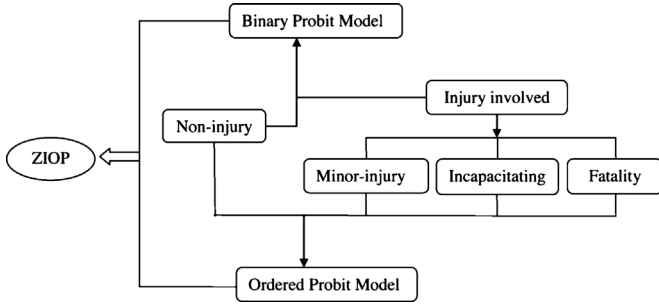 Binary Probit Model
Injury involved
Non-injury
ZIOP
Minor-injury
Incapacitating
Fatality
Ordered Probit Model